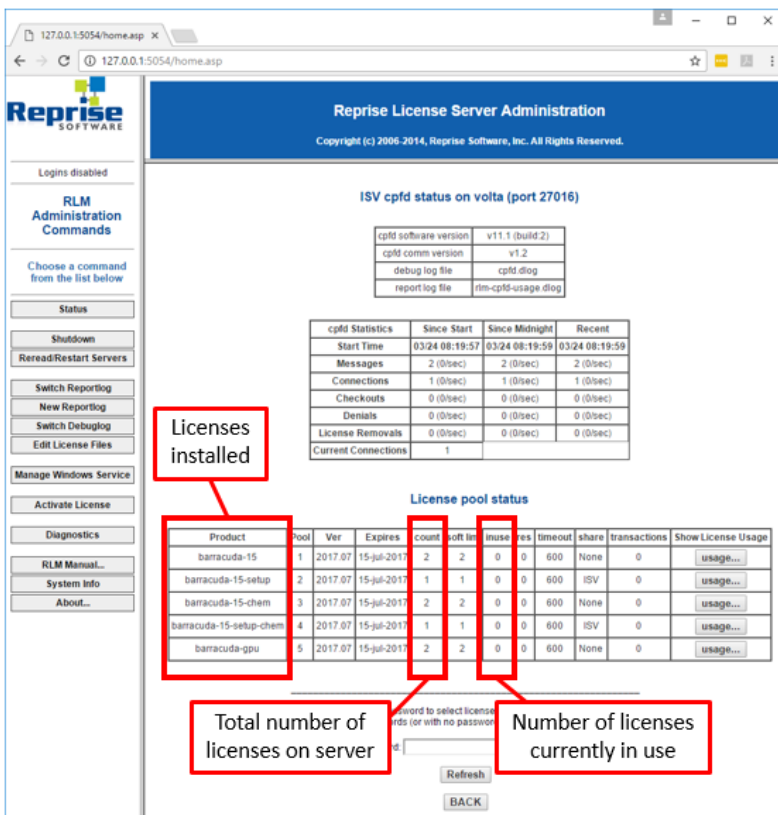 127.0.0.1:5054/home.asp
127.0.0.1:5054/home.asp
Reprise
SOFTWARE
Reprise License Server Administration
Copyright (c) 2006-2014, Reprise Software, Inc. All Rights Reserved.
Logins disabled
RLM
Administration
Commands
Choose a command
from the list below
Status
Shutdown
Reread/Restart Servers
Switch Reportlog
New Reportlog
Switch Debuglog
Edit License Files
Manage Windows Service
Activate License
Diagnostics
RLM Manual...
System Info
About...
ISV cpfd status on volta (port 27016)
cpfd software version v11.1 (build:2)
cpfd comm version v1.2
debug log file cpfd.dlog
report log file rlm-cpfd-usage.dlog
cpfd Statistics Since Start Since Midnight Recent
Start Time 03/24 08:19:57 03/24 08:19:59 03/24 08:19:59
Messages 2 (0/sec) 2 (0/sec) 2 (0/sec)
Connections 1 (0/sec) 1 (0/sec) 1 (0/sec)
Checkouts 0 (0/sec) 0 (0/sec) 0 (0/sec)
Denials 0 (0/sec) 0 (0/sec) 0 (0/sec)
License Removals 0 (0/sec) 0 (0/sec) 0 (0/sec)
Current Connections 1
Licenses
installed
License pool status
Product Pool Ver Expires count soft lim inuse res timeout share transactions Show License Usage
barracuda-15 1 2017.07 15-jul-2017 2 2 0 0 600 None 0 usage...
barracuda-15-setup 2 2017.07 15-jul-2017 1 1 0 0 600 ISV 0 usage...
barracuda-15-chem 3 2017.07 15-jul-2017 2 2 0 0 600 None 0 usage...
barracuda-15-setup-chem 4 2017.07 15-jul-2017 1 1 0 0 600 ISV 0 usage...
barracuda-gpu 5 2017.07 15-jul-2017 2 2 0 0 600 None 0 usage...
to select
(or with no
Total number of
licenses on server
Number of licenses
currently in use
Refresh
BACK